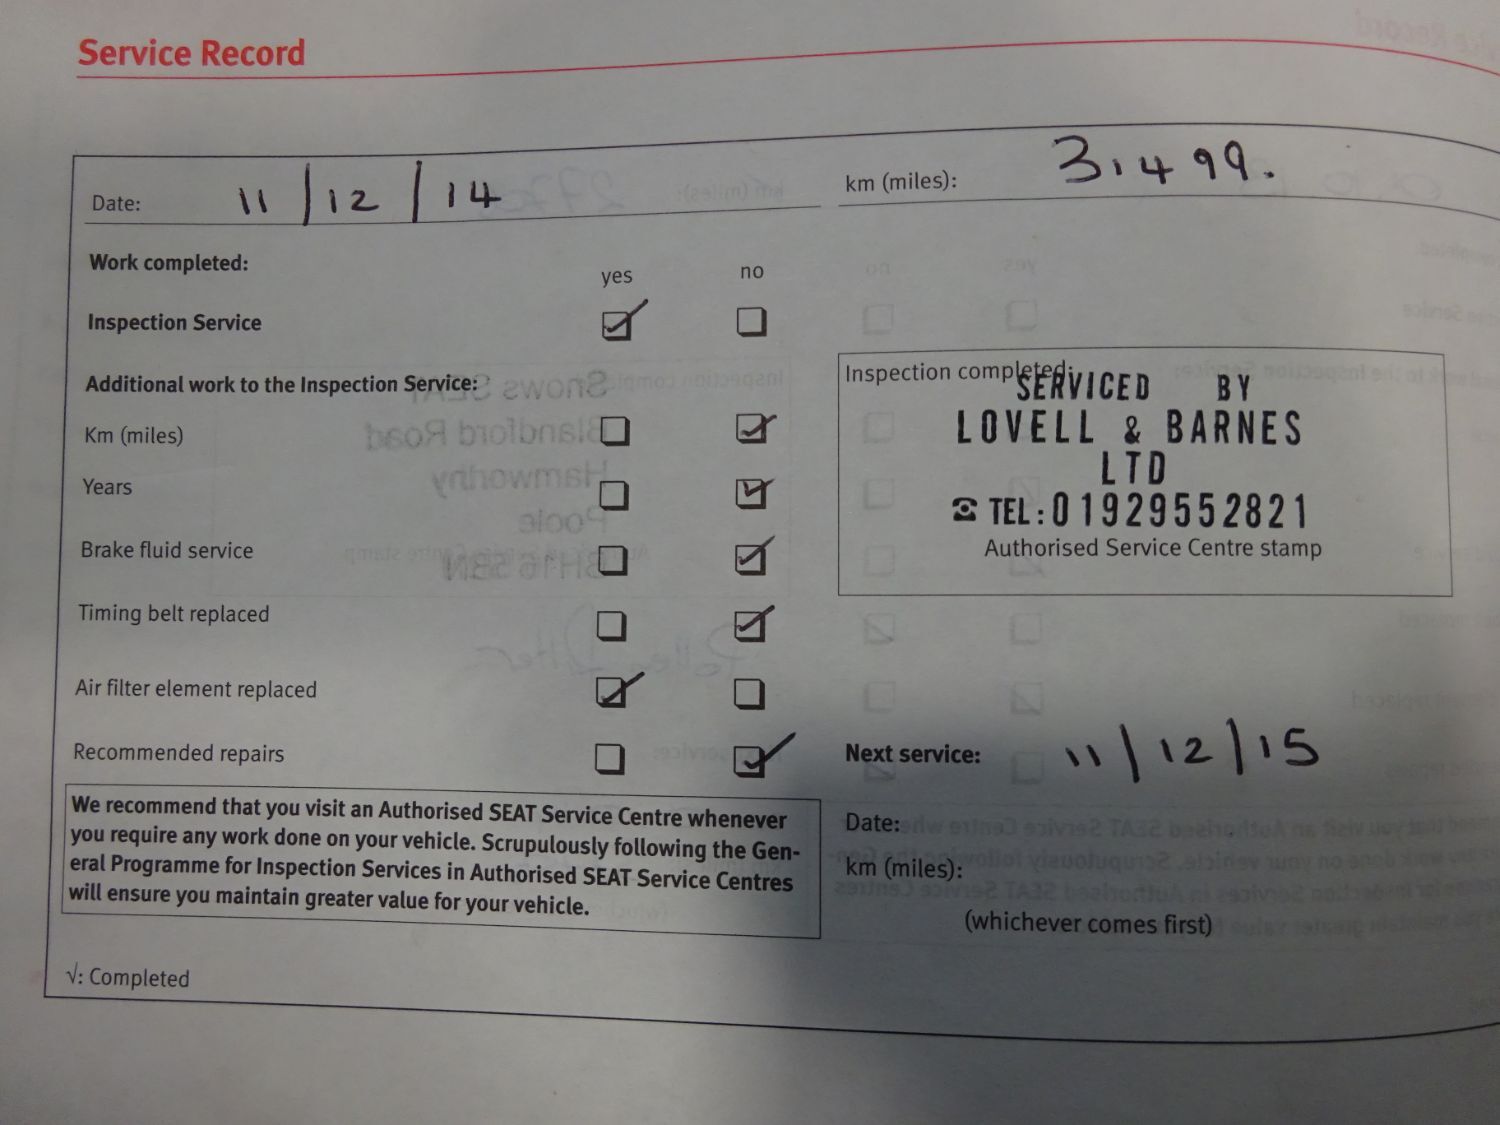 Service Record
Date: 11/12/14 km (miles): 31499.
Work completed:
yes no
Inspection Service
Additional work to the Inspection Service:
Km (miles)
Years
Brake fluid service
Timing belt replaced
Air filter element replaced
Recommended repairs
We recommend that you visit an Authorised SEAT Service Centre whenever
you require any work done on your vehicle. Scrupulously following the Gen-
eral Programme for Inspection Services in Authorised SEAT Service Centres
will ensure you maintain greater value for your vehicle.
√: Completed
Inspection completed:
SERVICED BY
LOVELL & BARNES
LTD
☎ TEL:01929552821
Authorised Service Centre stamp
Next service: 11/12/15
Date:
km (miles):
(whichever comes first)